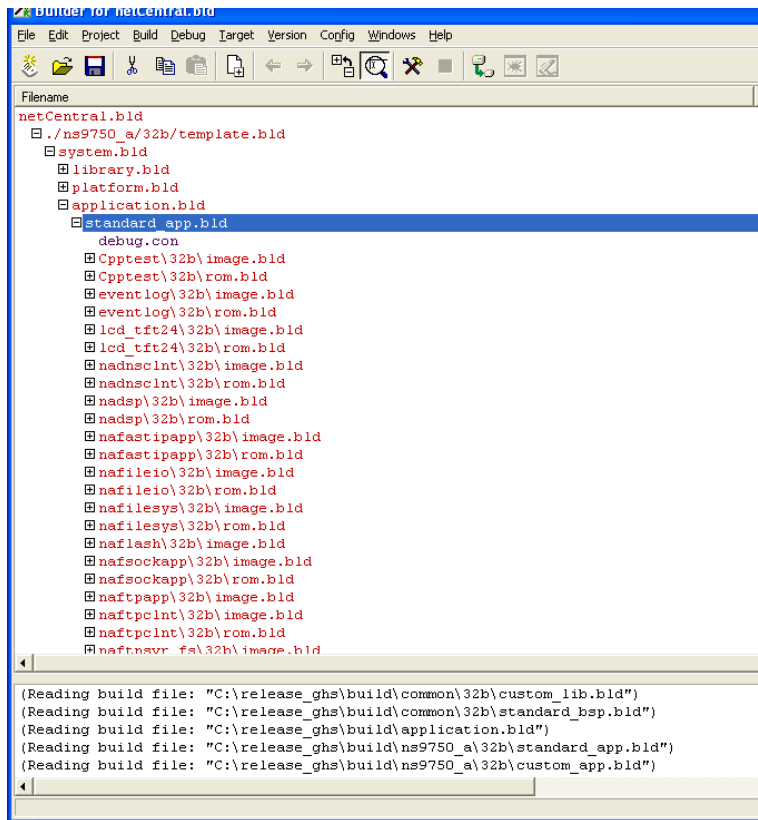 Builder for netCentral.bld
File Edit Project Build Debug Target Version Config Windows Help
Filename
netCentral.bld
./ns9750_a/32b/template.bld
system.bld
library.bld
platform.bld
application.bld
standard_app.bld
debug.con
Cpptest\32b\image.bld
Cpptest\32b\rom.bld
eventlog\32b\image.bld
eventlog\32b\rom.bld
lcd_tft24\32b\image.bld
lcd_tft24\32b\rom.bld
nadnsclnt\32b\image.bld
nadnsclnt\32b\rom.bld
nadsp\32b\image.bld
nadsp\32b\rom.bld
nafastipapp\32b\image.bld
nafastipapp\32b\rom.bld
nafileio\32b\image.bld
nafileio\32b\rom.bld
nafilesys\32b\image.bld
nafilesys\32b\rom.bld
naflash\32b\image.bld
nafsockapp\32b\image.bld
nafsockapp\32b\rom.bld
naftpapp\32b\image.bld
naftpclnt\32b\image.bld
naftpclnt\32b\rom.bld
naftpsvr_fs\32b\image.bld
(Reading build file: "C:\release_ghs\build\common\32b\custom_lib.bld")
(Reading build file: "C:\release_ghs\build\common\32b\standard_bsp.bld")
(Reading build file: "C:\release_ghs\build\application.bld")
(Reading build file: "C:\release_ghs\build\ns9750_a\32b\standard_app.bld")
(Reading build file: "C:\release_ghs\build\ns9750_a\32b\custom_app.bld")